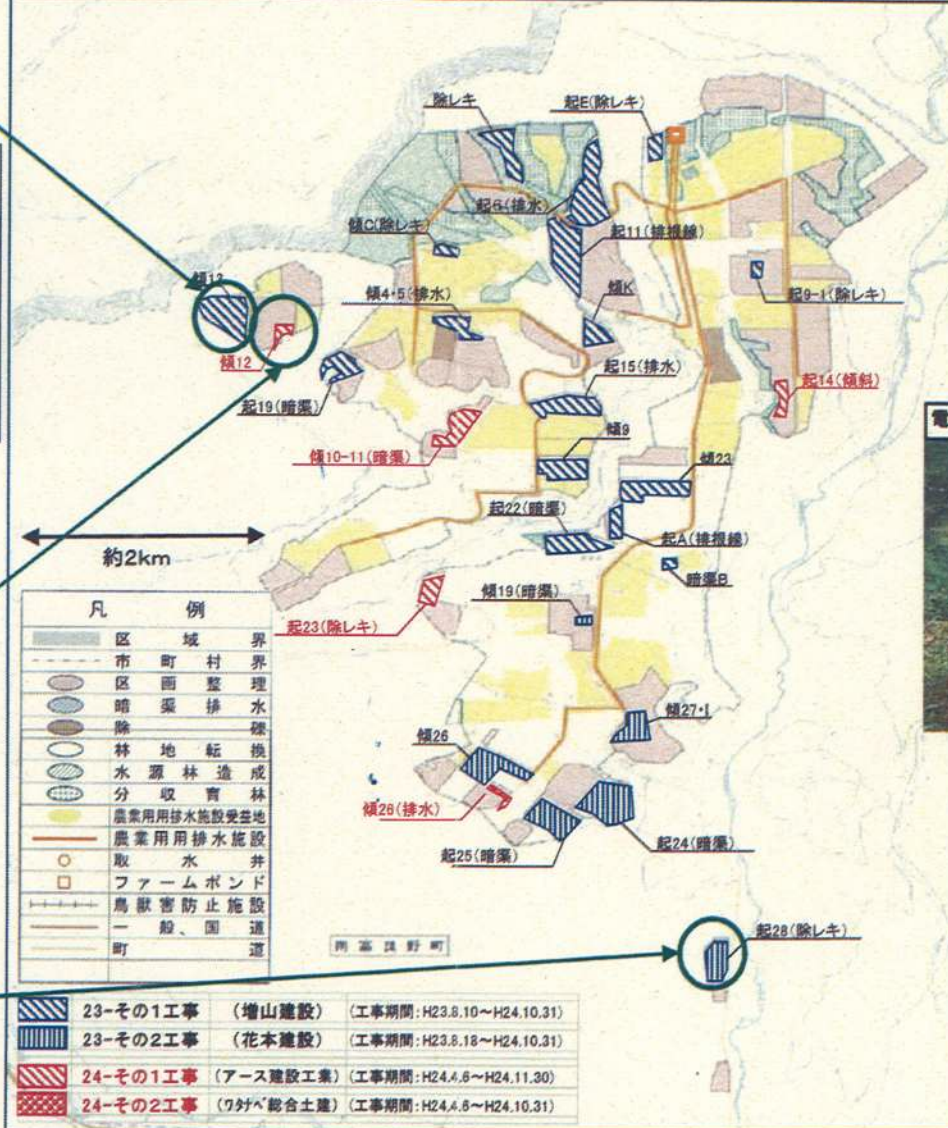 除レキ
起E(除レキ)
起6(排水)
傾C(除レキ)
起11(排根線)
傾13
傾4・5(排水)
傾K
起9-1(除レキ)
傾12
起15(排水)
起14(傾斜)
起19(暗渠)
傾9
傾10-11(暗渠)
傾23
起22(暗渠)
起A(排根線)
約2km
暗渠B
傾19(暗渠)
起23(除レキ)
凡 例
区域界
市町村界
区画整理
暗渠排水
除礫
林地転換
水源林造成
分収育林
農業用用排水施設受益地
農業用用排水施設
取水井
ファームポンド
鳥獣害防止施設
一般、国道
町道
傾27・I
傾26
傾26(排水)
起25(暗渠)
起24(暗渠)
南富良野町
起28(除レキ)
23-その1工事 (増山建設) (工事期間:H23.8.10~H24.10.31)
23-その2工事 (花本建設) (工事期間:H23.8.18~H24.10.31)
24-その1工事 (アース建設工業) (工事期間:H24.4.6~H24.11.30)
24-その2工事 (ワタナベ総合土建) (工事期間:H24.4.6~H24.10.31)
電